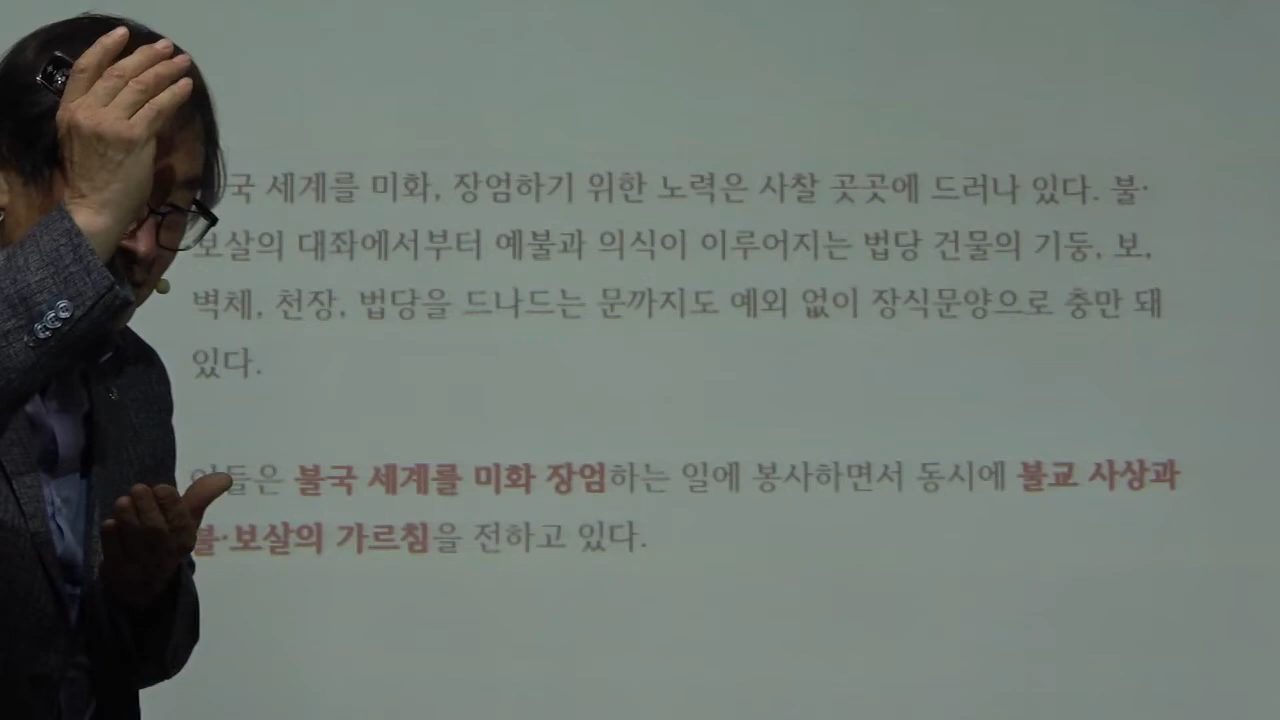 국 세계를 미화, 장엄하기 위한 노력은 사찰 곳곳에 드러나 있다. 불·
보살의 대좌에서부터 예불과 의식이 이루어지는 법당 건물의 기둥, 보,
벽체, 천장, 법당을 드나드는 문까지도 예외 없이 장식문양으로 충만 돼
있다.
불국 세계를 미화 장엄하는 일에 봉사하면서 동시에 불교 사상과
불·보살의 가르침을 전하고 있다.